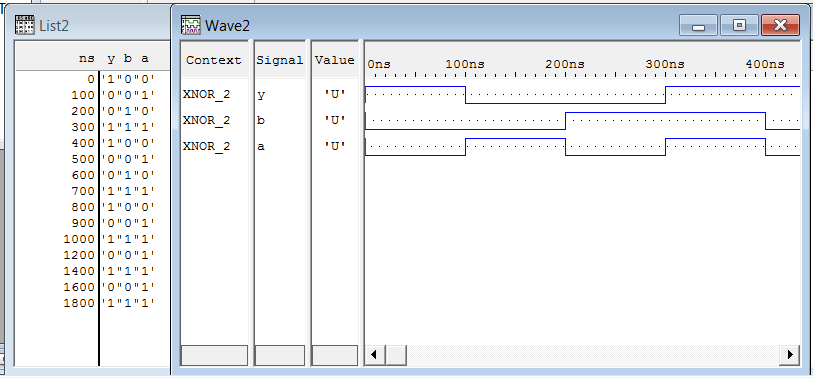 List2
ns y b a
0 '1''0''0'
100 '0''0''1'
200 '0''1''0'
300 '1''1''1'
400 '1''0''0'
500 '0''0''1'
600 '0''1''0'
700 '1''1''1'
800 '1''0''0'
900 '0''0''1'
1000 '1''1''1'
1200 '0''0''1'
1400 '1''1''1'
1600 '0''0''1'
1800 '1''1''1'
Wave2
Context Signal Value 0ns 100ns 200ns 300ns 400ns
XNOR_2 y 'U'
XNOR_2 b 'U'
XNOR_2 a 'U'